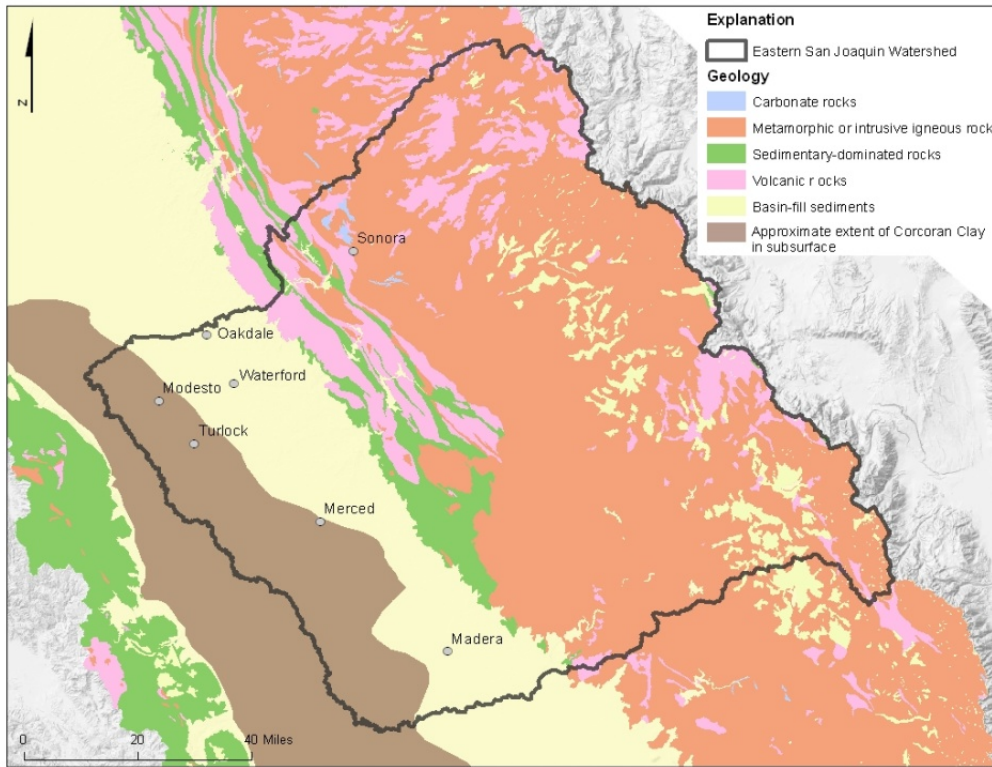 Explanation
Eastern San Joaquin Watershed
Geology
Carbonate rocks
Metamorphic or intrusive igneous rock
Sedimentary-dominated rocks
Volcanic r ocks
Basin-fill sediments
Approximate extent of Corcoran Clay
in subsurface
N
Sonora
Oakdale
Waterford
Modesto
Turlock
Merced
Madera
0 20 40 Miles